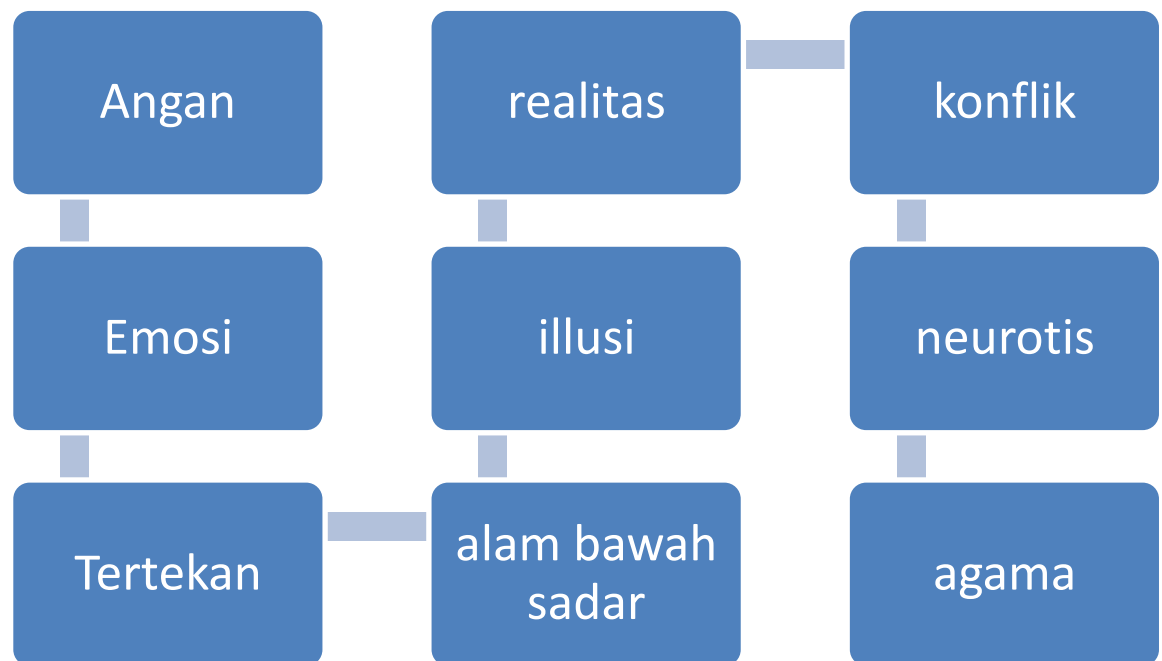 Angan
Emosi
Tertekan
alam bawah
sadar
illusi
realitas
konflik
neurotis
agama